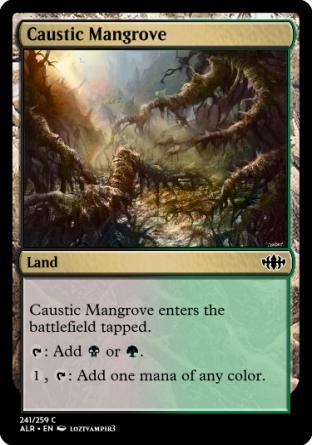 Caustic Mangrove
Land
Caustic Mangrove enters the
battlefield tapped.
: Add or .
1 , : Add one mana of any color.
241/259 C
ALR • EN LOZTVAMPIR3